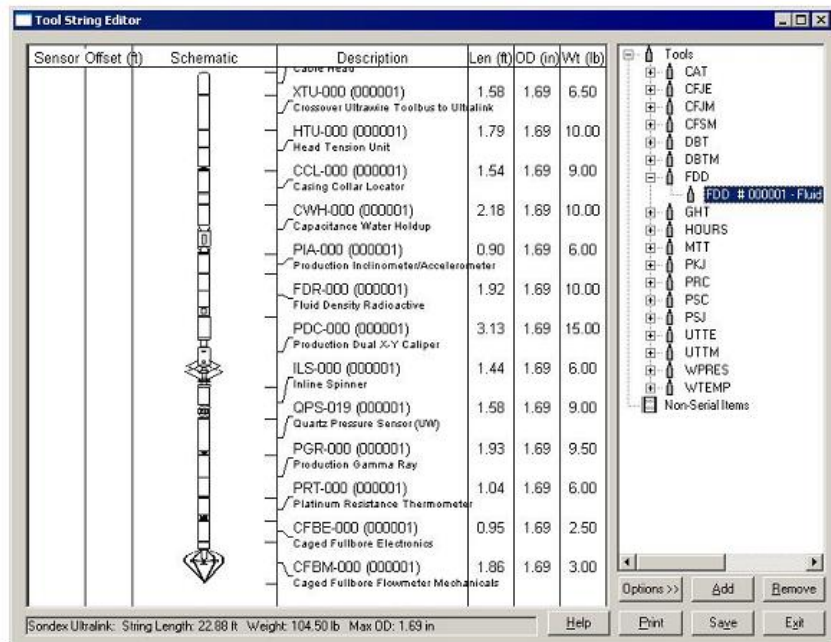 Tool String Editor
Sensor Offset (ft) Schematic Description Len (ft) OD (in) Wt (lb)
Cable Head
XTU-000 (000001) 1.58 1.69 6.50
Crossover Ultrawire Toolbus to Ultralink
HTU-000 (000001) 1.79 1.69 10.00
Head Tension Unit
CCL-000 (000001) 1.54 1.69 9.00
Casing Collar Locator
CWH-000 (000001) 2.18 1.69 10.00
Capacitance Water Holdup
PIA-000 (000001) 0.90 1.69 6.00
Production Inclinometer/Accelerometer
FDR-000 (000001) 1.92 1.69 10.00
Fluid Density Radioactive
PDC-000 (000001) 3.13 1.69 15.00
Production Dual X-Y Caliper
ILS-000 (000001) 1.44 1.69 6.00
Inline Spinner
QPS-019 (000001) 1.58 1.69 9.00
Quartz Pressure Sensor (UW)
PGR-000 (000001) 1.93 1.69 9.50
Production Gamma Ray
PRT-000 (000001) 1.04 1.69 6.00
Platinum Resistance Thermometer
CFBE-000 (000001) 0.95 1.69 2.50
Caged Fullbore Electronics
CFBM-000 (000001) 1.86 1.69 3.00
Caged Fullbore Flowmeter Mechanicals
Tools
CAT
CFJE
CFJM
CFSM
DBT
DBTM
FDD
FDD # 000001 - Fluid
GHT
HOURS
MTT
PKJ
PRC
PSC
PSJ
UTTE
UTTM
WPRES
WTEMP
Non-Serial Items
Options >> Add Remove
Sondex Ultralink: String Length: 22.88 ft Weight: 104.50 lb Max OD: 1.69 in
Help Print Save Exit